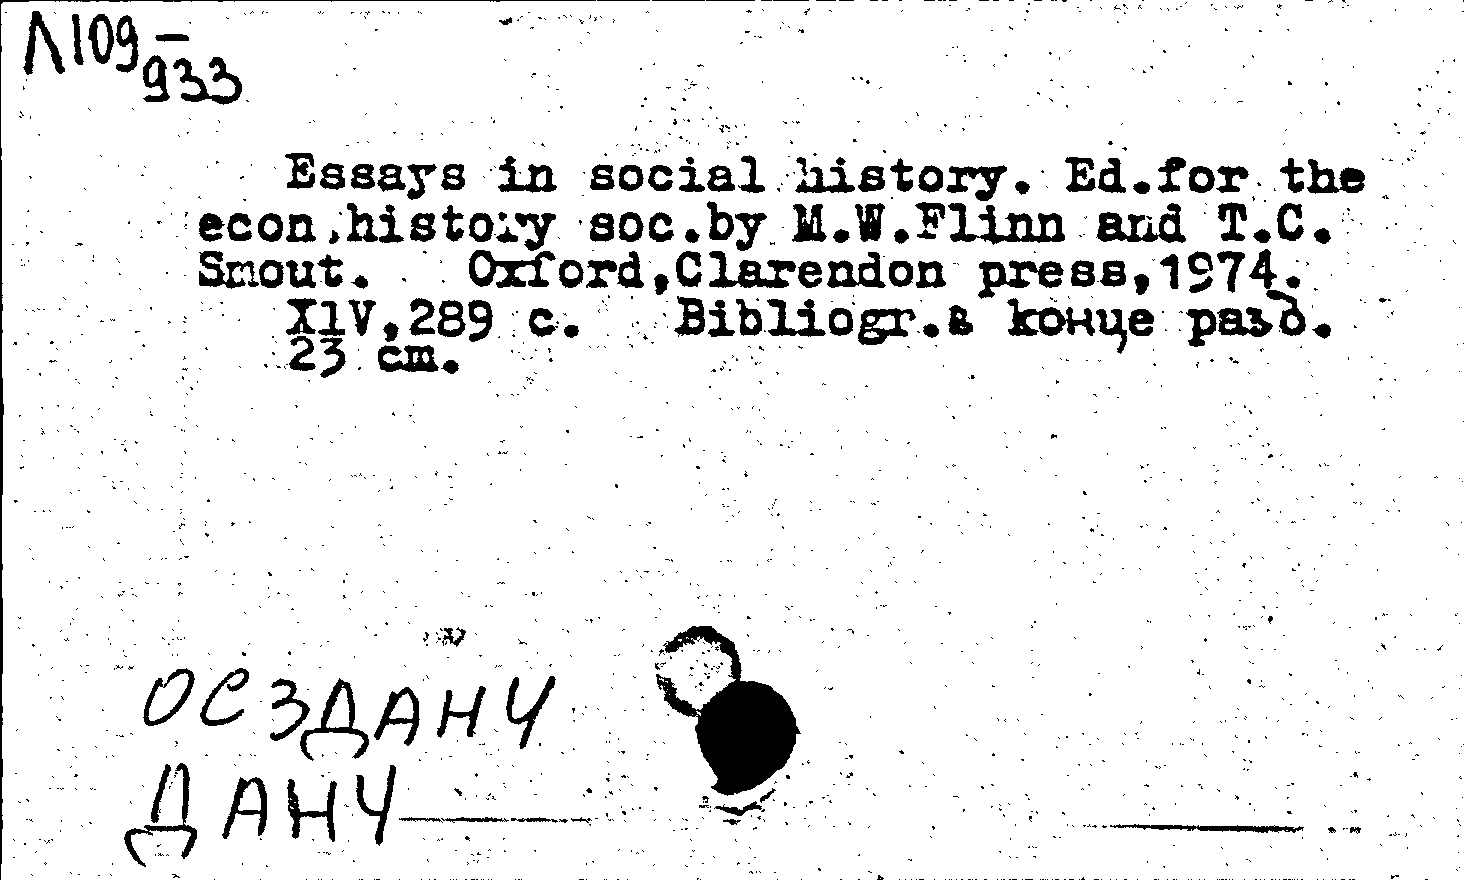 Л109-
933
Essays in social history. Ed.for the
econ.history soc.by M.W.Flinn and T.C.
Smout. Oxford,Clarendon press,1974.
XlV,289 c. Bibliogr.в конце разд.
23 cm.
ОСЗДАНУ
ДАНУ